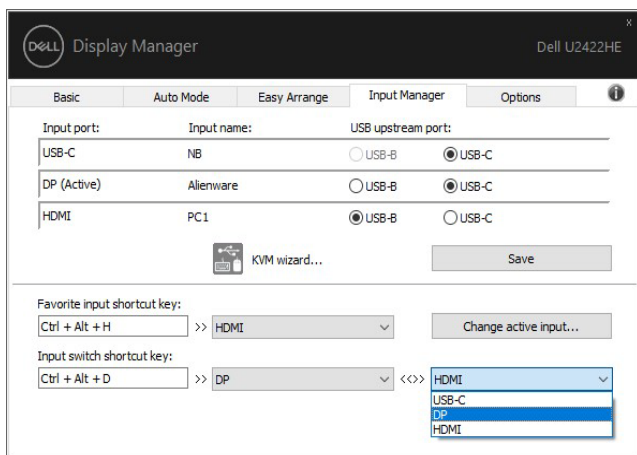 x
DELL Display Manager Dell U2422HE
Basic Auto Mode Easy Arrange Input Manager Options i
Input port: Input name: USB upstream port:
USB-C NB USB-B USB-C
DP (Active) Alienware USB-B USB-C
HDMI PC1 USB-B USB-C
KVM wizard... Save
Favorite input shortcut key:
Ctrl + Alt + H >> HDMI Change active input...
Input switch shortcut key:
Ctrl + Alt + D >> DP <<>> HDMI
USB-C
DP
HDMI